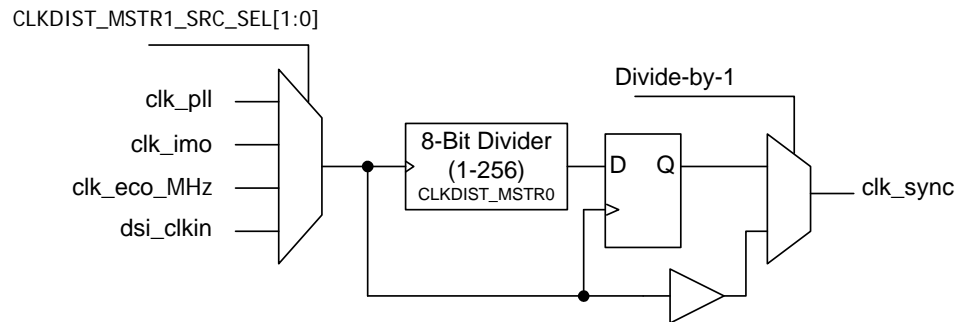 CLKDIST_MSTR1_SRC_SEL[1:0]
Divide-by-1
clk_pll
clk_imo
clk_eco_MHz
dsi_clkin
8-Bit Divider
(1-256)
CLKDIST_MSTR0
D Q
clk_sync